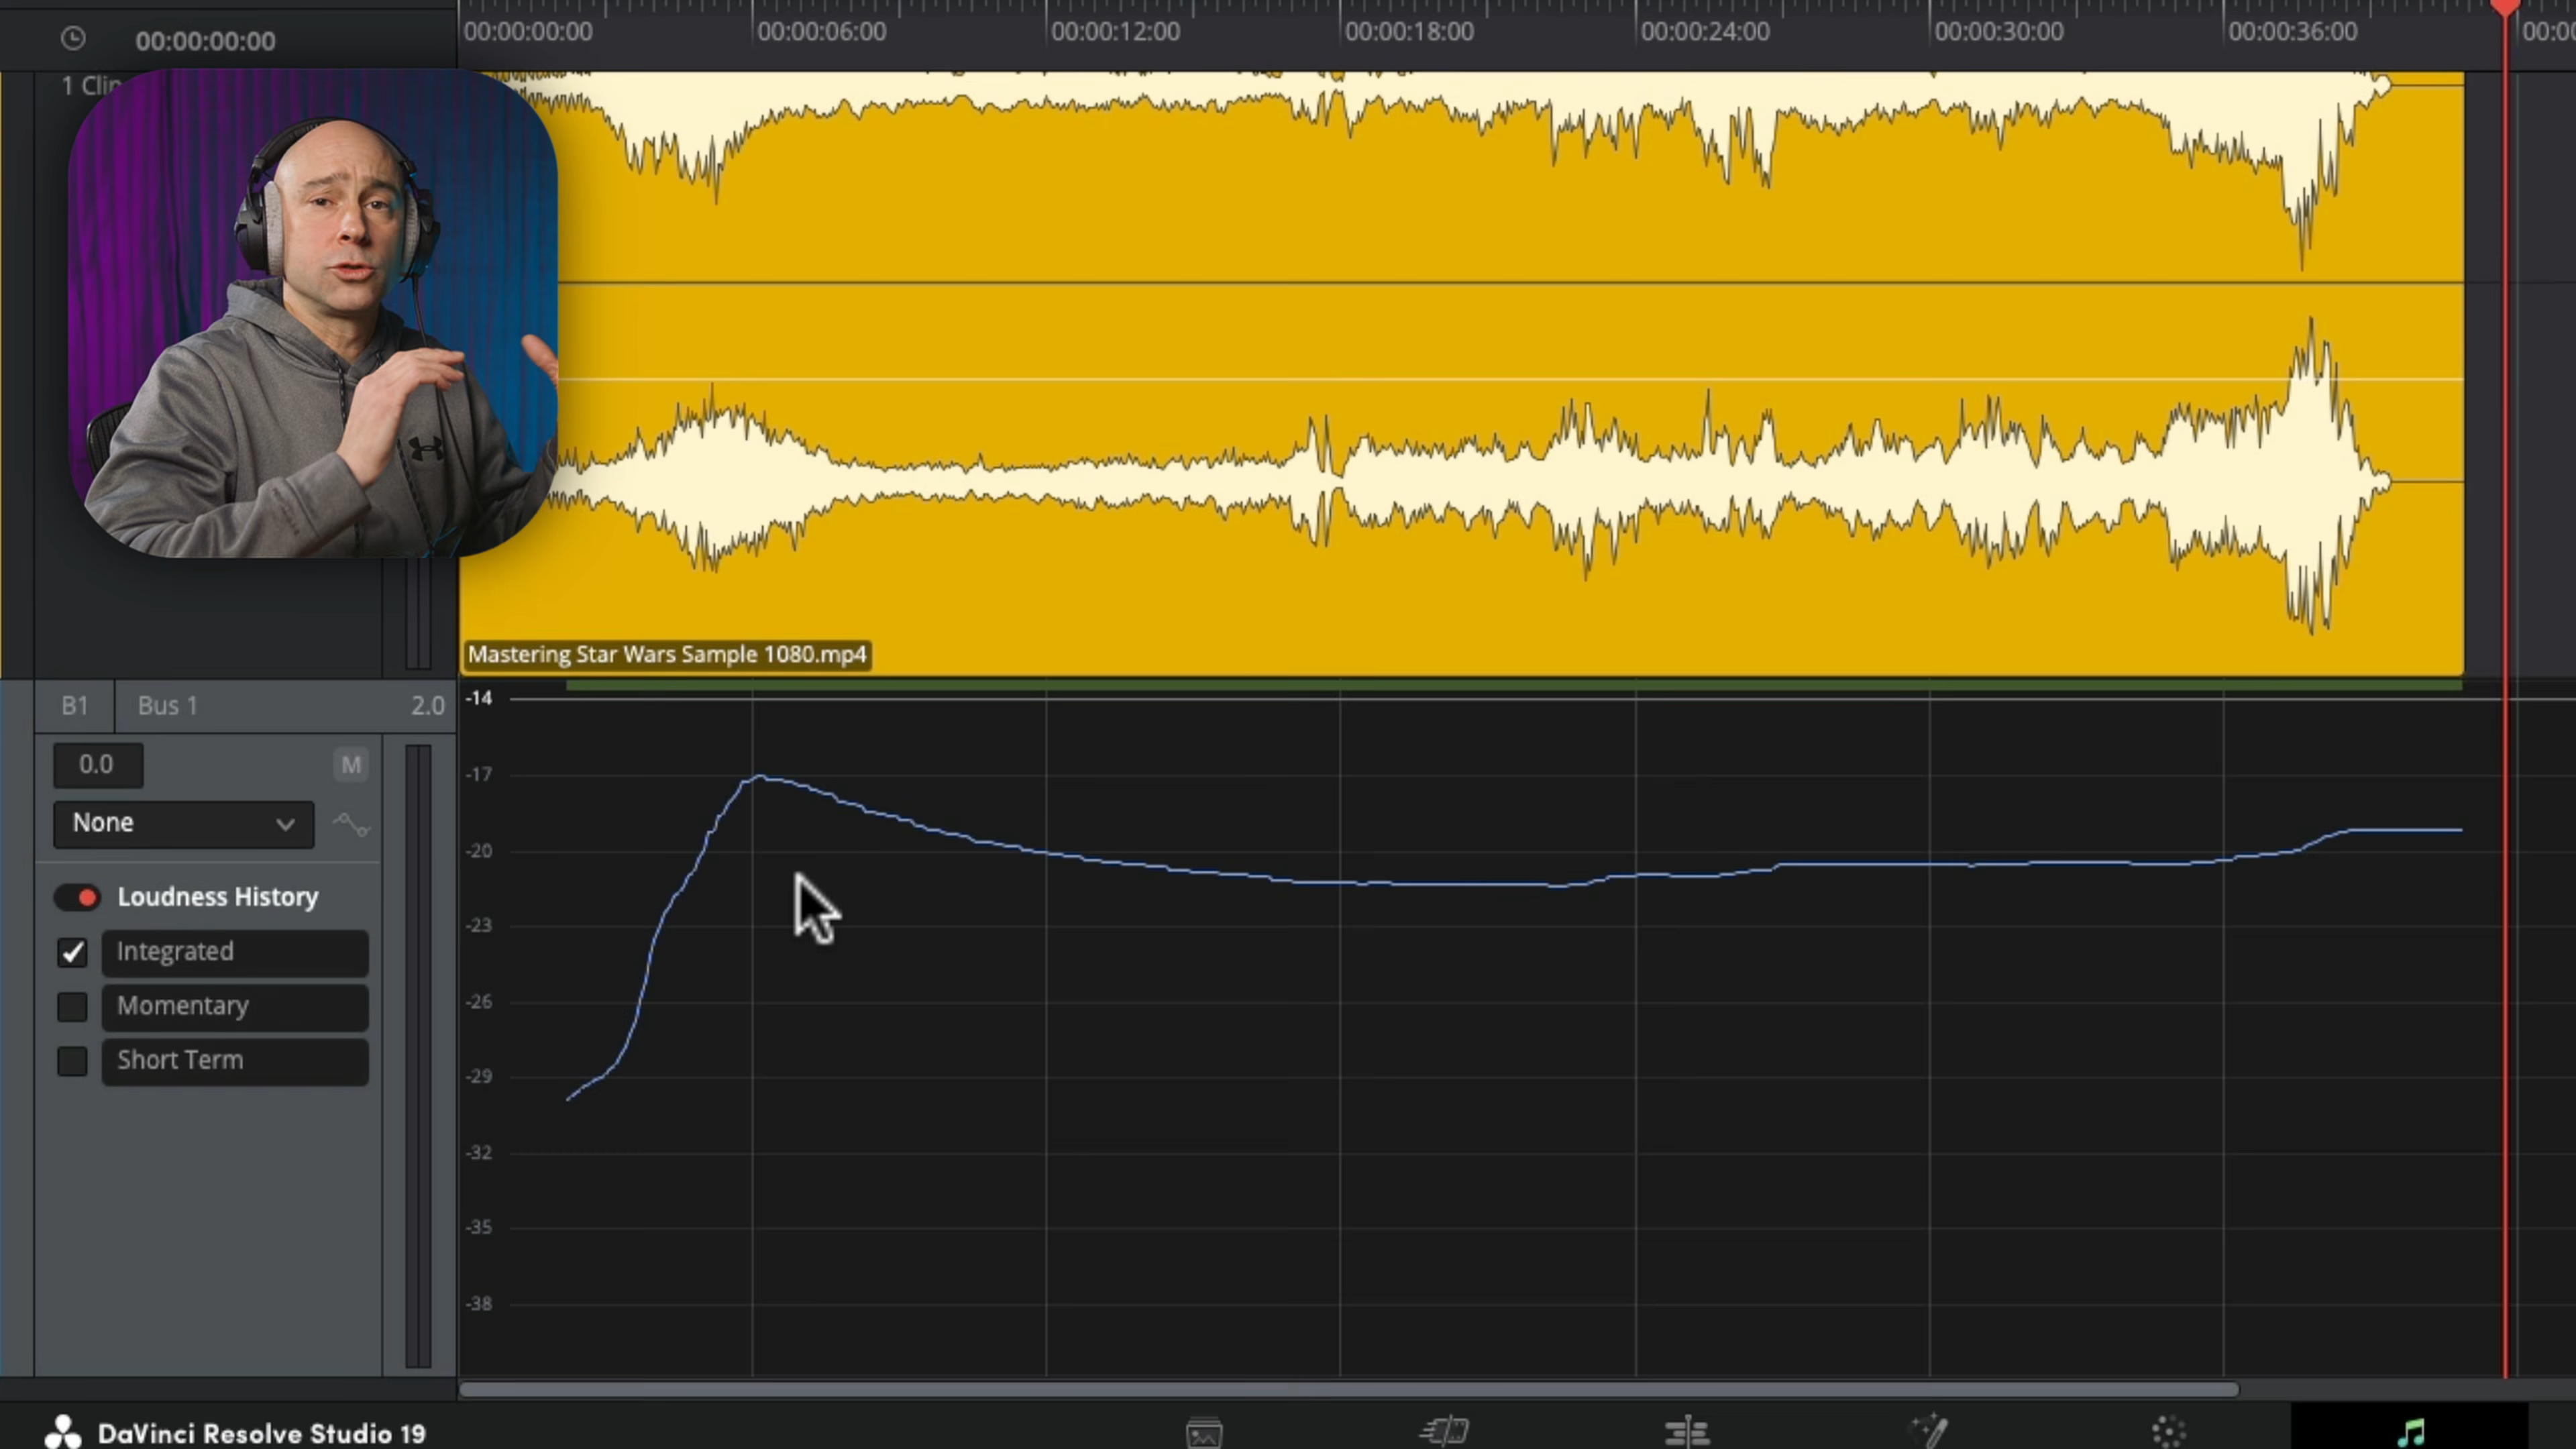 00:00:00:00
00:00:00:00 00:00:06:00 00:00:12:00 00:00:18:00 00:00:24:00 00:00:30:00 00:00:36:00
1 Clip
Mastering Star Wars Sample 1080.mp4
B1 Bus 1 2.0
0.0 M
None
Loudness History
Integrated
Momentary
Short Term
-14
-17
-20
-23
-26
-29
-32
-35
-38
DaVinci Resolve Studio 19